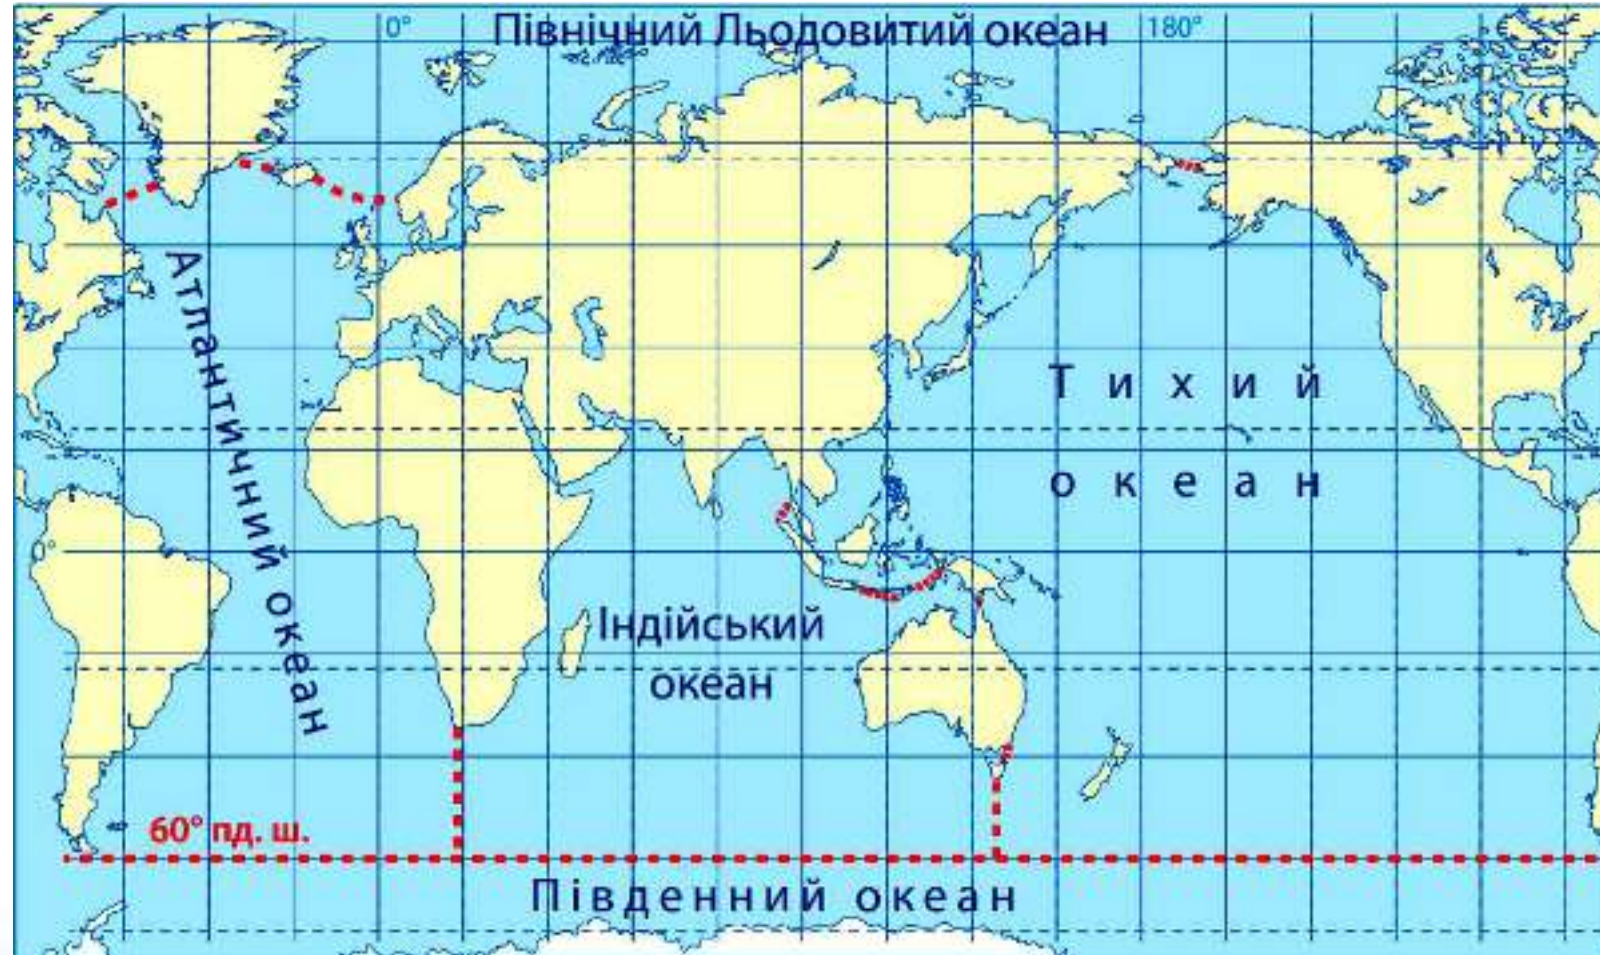 0°
Північний Льодовитий океан
180°
Атлантичний океан
Тихий
океан
0°
Індійський
океан
60° пд. ш.
Південний океан